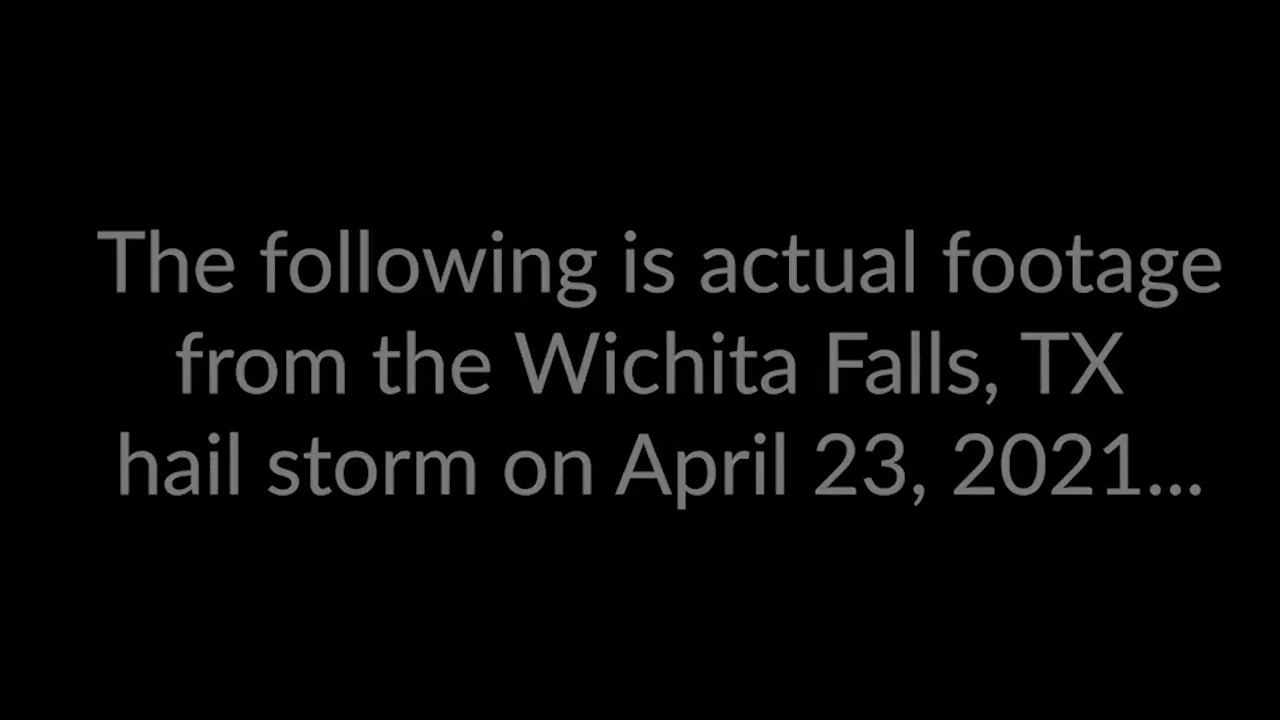 The following is actual footage
from the Wichita Falls, TX
hail storm on April 23, 2021...